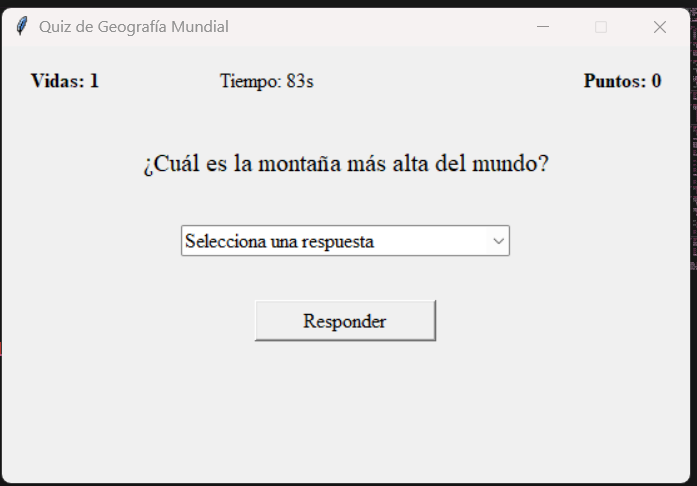 Quiz de Geografía Mundial
Vidas: 1 Tiempo: 83s Puntos: 0
¿Cuál es la montaña más alta del mundo?
Selecciona una respuesta
Responder